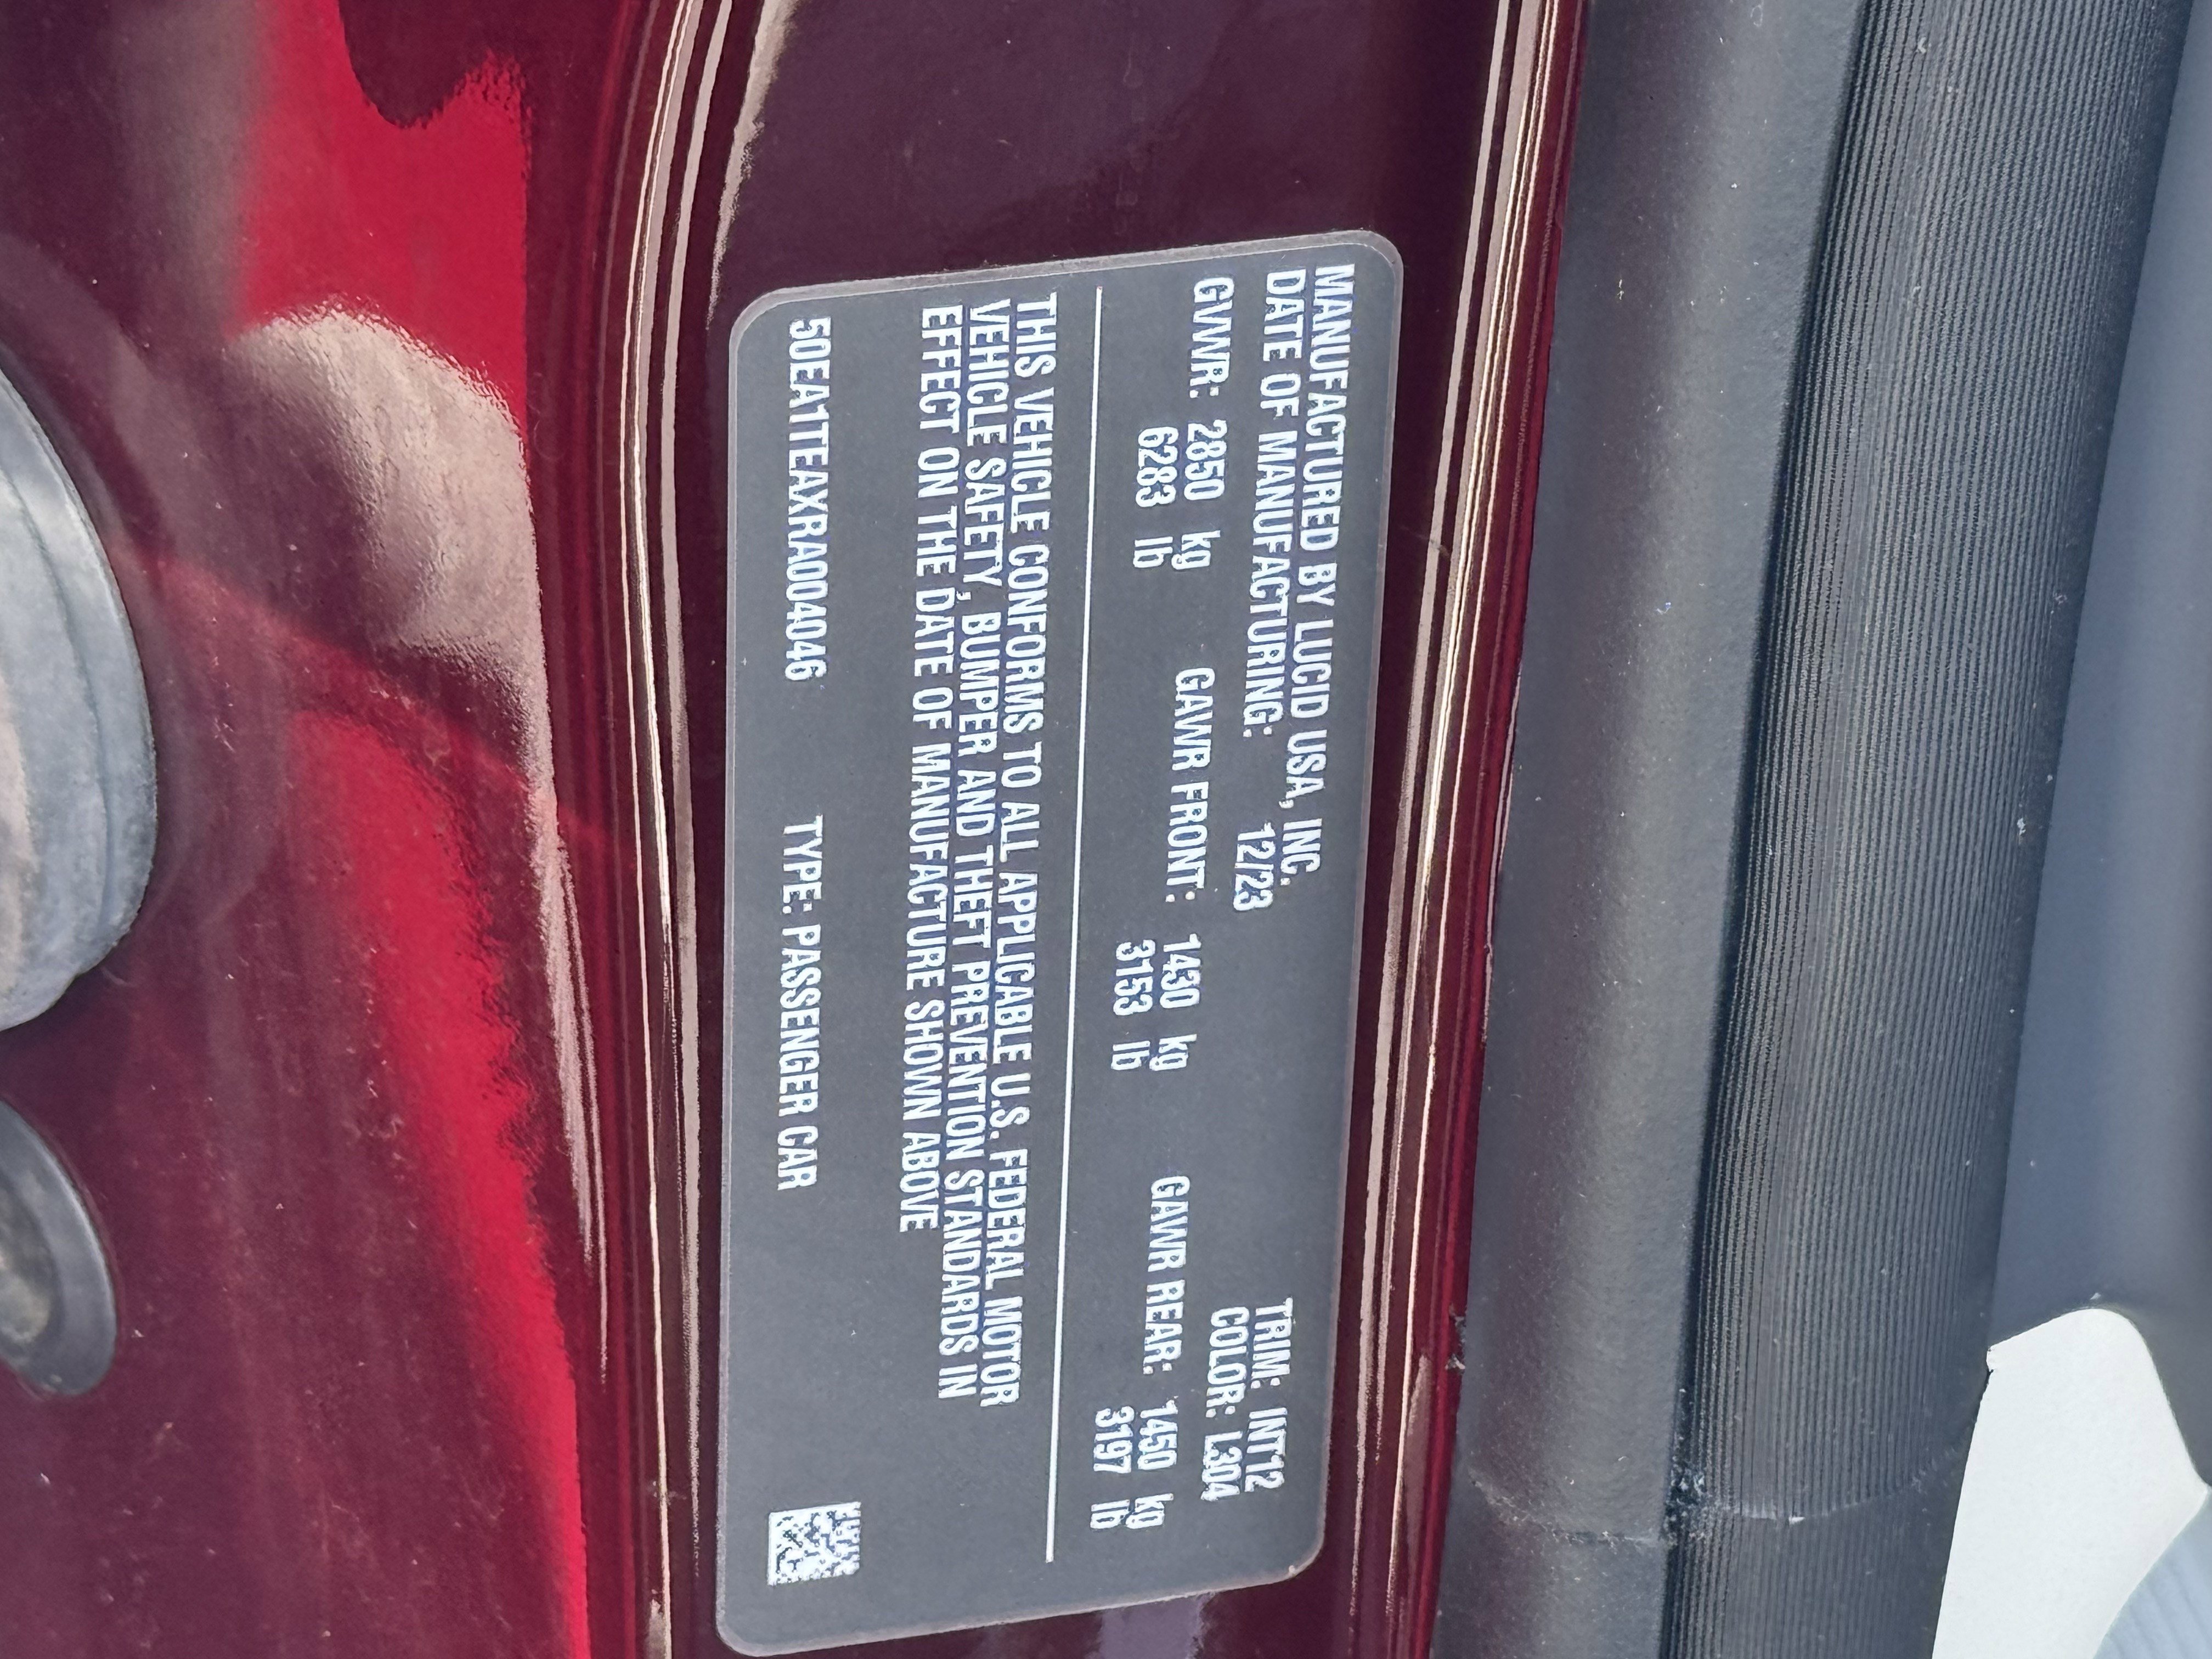 MANUFACTURED BY LUCID USA, INC.
DATE OF MANUFACTURING: 12/23
TRIM: INT12
COLOR: L304
GVWR: 2850 kg
6283 lb
GAWR FRONT: 1430 kg
3153 lb
GAWR REAR: 1450 kg
3197 lb
THIS VEHICLE CONFORMS TO ALL APPLICABLE U.S. FEDERAL MOTOR
VEHICLE SAFETY, BUMPER AND THEFT PREVENTION STANDARDS IN
EFFECT ON THE DATE OF MANUFACTURE SHOWN ABOVE
50EA1TEAXRA004046 TYPE: PASSENGER CAR